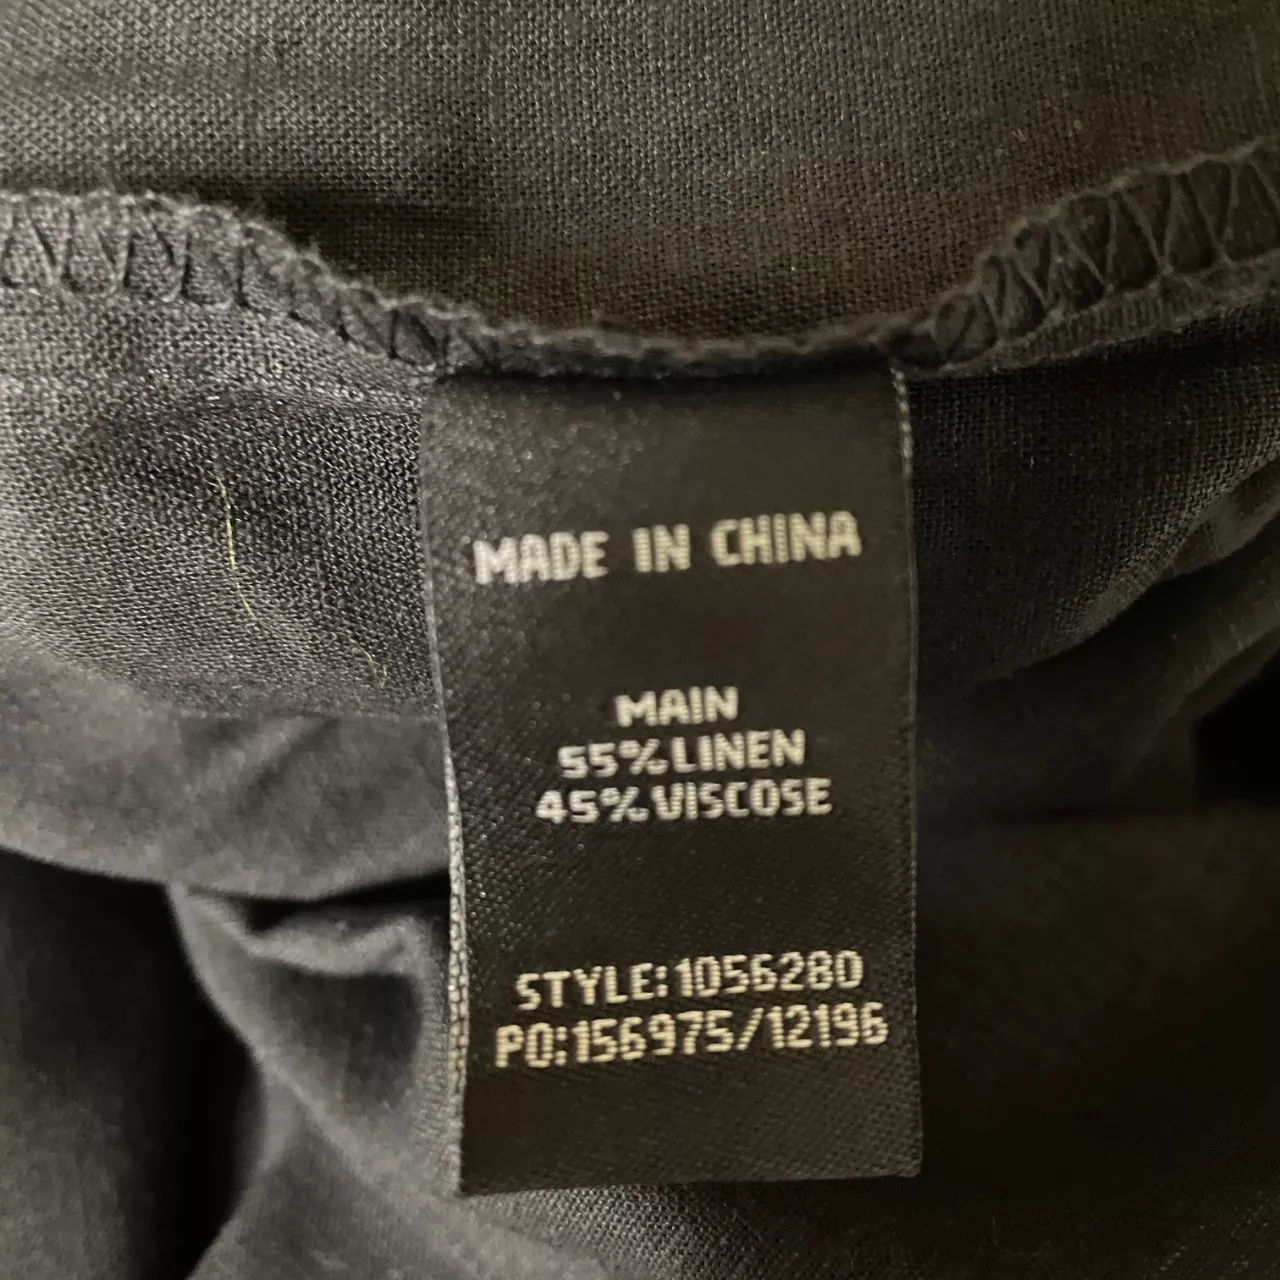 MADE IN CHINA
MAIN
55%LINEN
45%VISCOSE
STYLE:1056280
PO:156975/12196